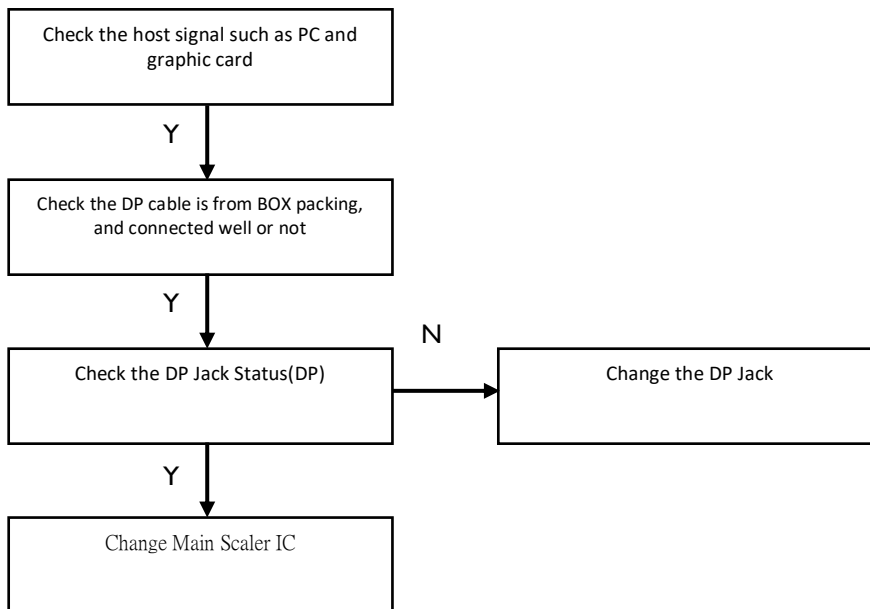 Check the host signal such as PC and
graphic card
Y
Check the DP cable is from BOX packing,
and connected well or not
Y
N
Check the DP Jack Status(DP)
Change the DP Jack
Y
Change Main Scaler IC